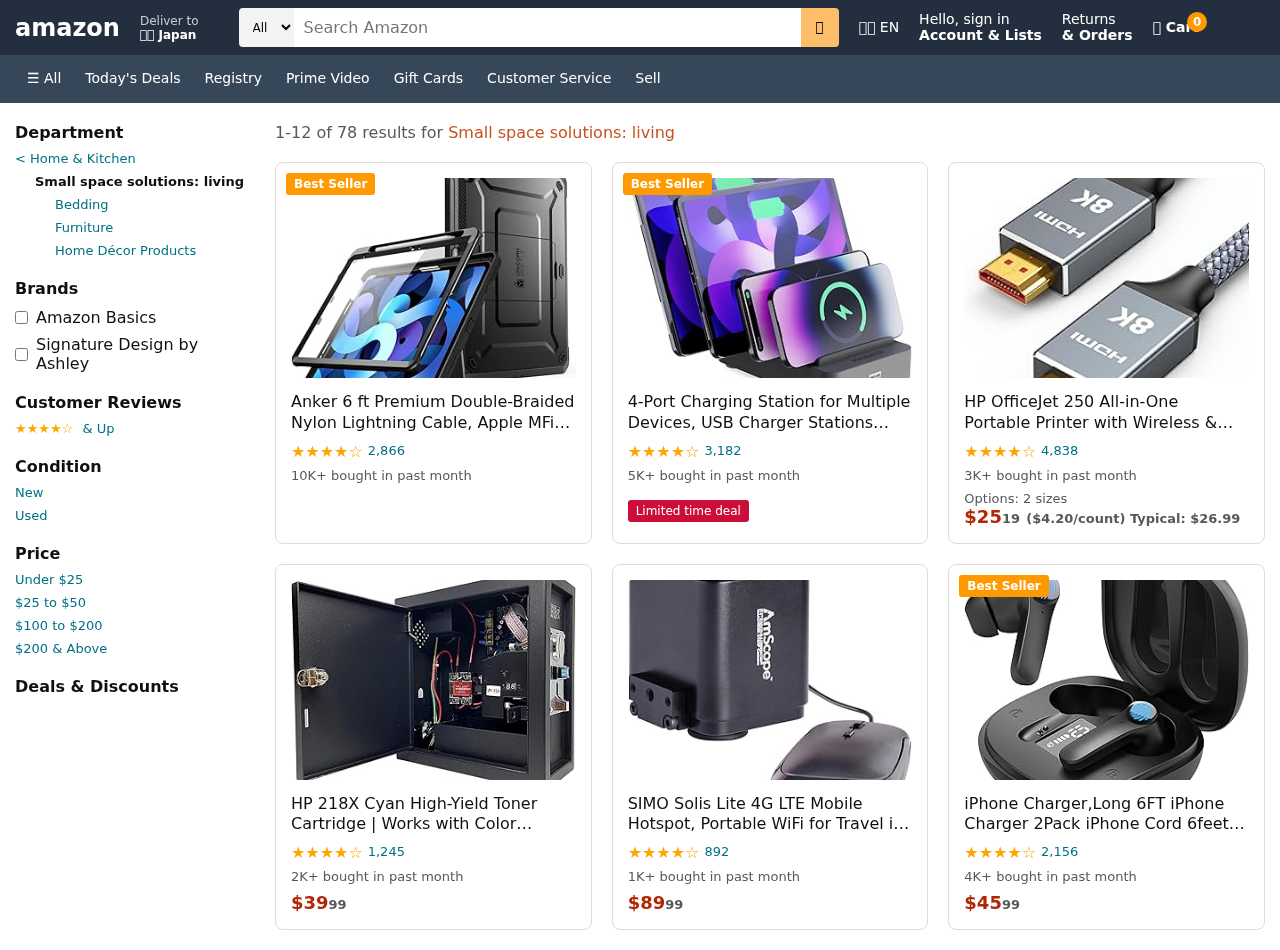 amazon
Deliver to
Japan
All
Search Amazon
EN
Hello, sign in
Account & Lists
Returns
& Orders
0
☰ All
Today's Deals
Registry
Prime Video
Gift Cards
Customer Service
Sell
Department
< Home & Kitchen
Small space solutions: living
Bedding
Furniture
Home Décor Products
Brands
Amazon Basics
Signature Design by
Ashley
Customer Reviews
★★★★☆ & Up
Condition
New
Used
Price
Under $25
$25 to $50
$100 to $200
$200 & Above
Deals & Discounts
1-12 of 78 results for Small space solutions: living
Best Seller
Anker 6 ft Premium Double-Braided
Nylon Lightning Cable, Apple MFi…
★★★★☆ 2,866
10K+ bought in past month
Best Seller
4-Port Charging Station for Multiple
Devices, USB Charger Stations…
★★★★☆ 3,182
5K+ bought in past month
Limited time deal
8K
HDMI
8K
HDMI
HP OfficeJet 250 All-in-One
Portable Printer with Wireless &…
★★★★☆ 4,838
3K+ bought in past month
Options: 2 sizes
$2519 ($4.20/count) Typical: $26.99
HP 218X Cyan High-Yield Toner
Cartridge | Works with Color…
★★★★☆ 1,245
2K+ bought in past month
$3999
AmScope
SIMO Solis Lite 4G LTE Mobile
Hotspot, Portable WiFi for Travel i…
★★★★☆ 892
1K+ bought in past month
$8999
Best Seller
iPhone Charger,Long 6FT iPhone
Charger 2Pack iPhone Cord 6feet…
★★★★☆ 2,156
4K+ bought in past month
$4599